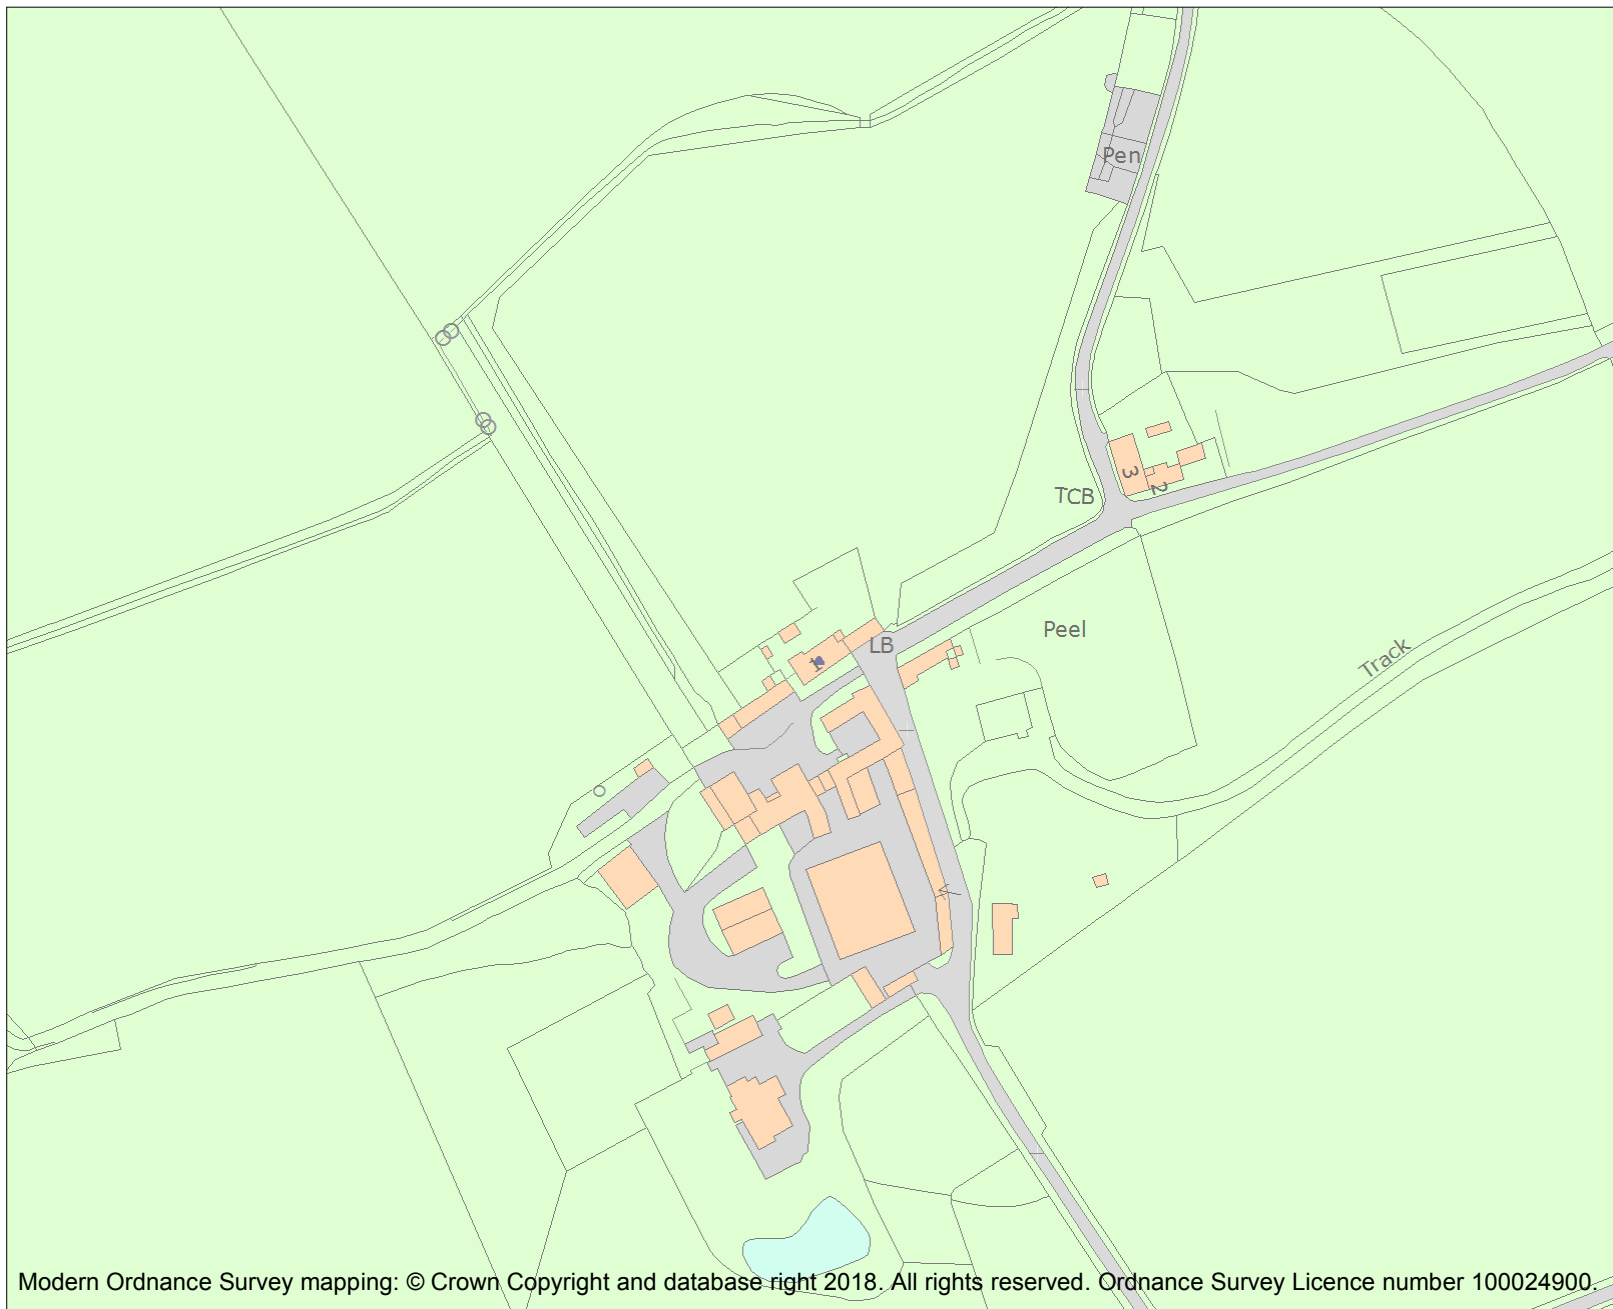 Pen
3
2
TCB
LB
Peel
Track
1
Modern Ordnance Survey mapping: © Crown Copyright and database right 2018. All rights reserved. Ordnance Survey Licence number 100024900.